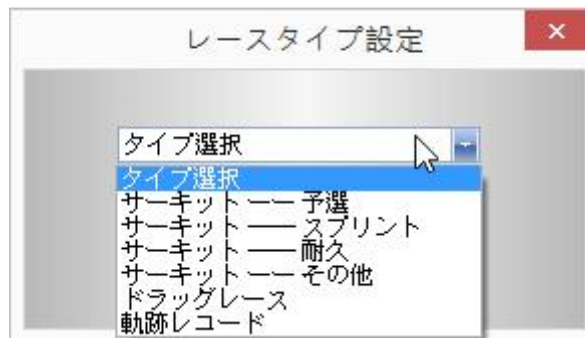 レースタイプ設定
タイプ選択
タイプ選択
サーキット —— 予選
サーキット —— スプリント
サーキット —— 耐久
サーキット —— その他
ドラッグレース
軌跡レコード